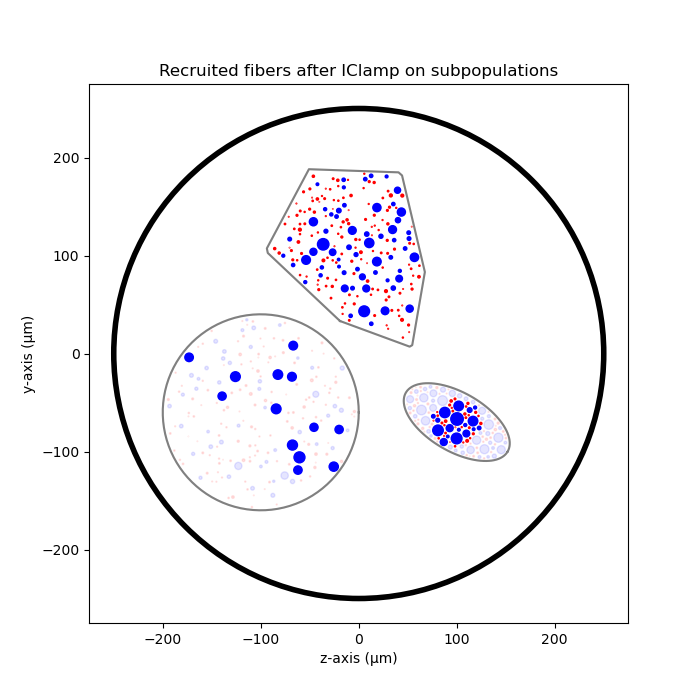 Recruited fibers after IClamp on subpopulations
y-axis (µm)
200
100
0
−100
−200
−200 −100 0 100 200
z-axis (µm)